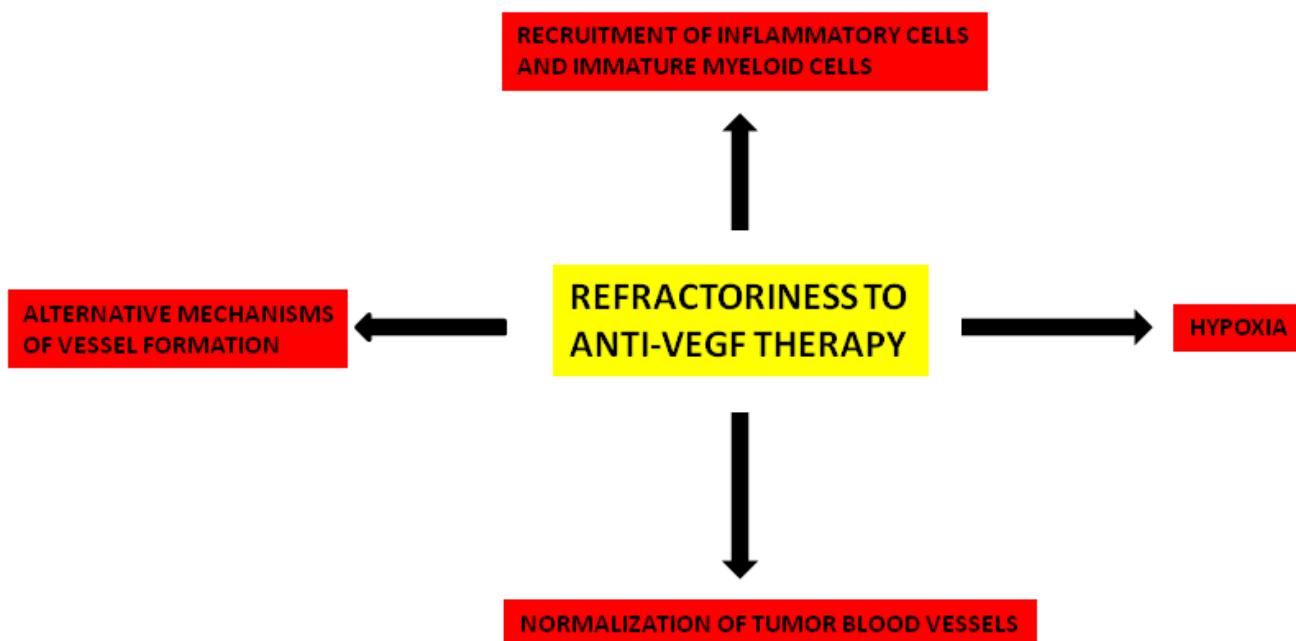 RECRUITMENT OF INFLAMMATORY CELLS
AND IMMATURE MYELOID CELLS
ALTERNATIVE MECHANISMS
OF VESSEL FORMATION
REFRACTORINESS TO
ANTI-VEGF THERAPY
HYPOXIA
NORMALIZATION OF TUMOR BLOOD VESSELS